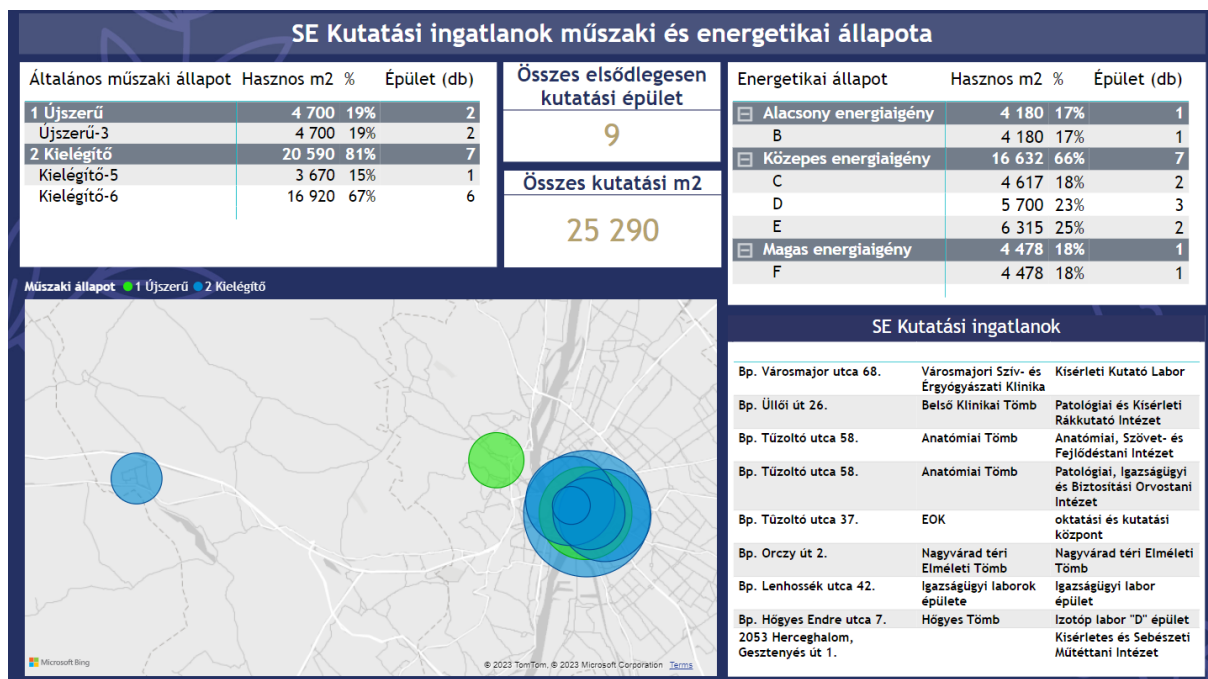 SE Kutatási ingatlanok műszaki és energetikai állapota
Általános műszaki állapot Hasznos m2 % Épület (db)
1 Újszerű 4 700 19% 2
Újszerű-3 4 700 19% 2
2 Kielégítő 20 590 81% 7
Kielégítő-5 3 670 15% 1
Kielégítő-6 16 920 67% 6
Összes elsődlegesen
kutatási épület
9
Összes kutatási m2
25 290
Energetikai állapot Hasznos m2 % Épület (db)
Alacsony energiaigény 4 180 17% 1
B 4 180 17% 1
Közepes energiaigény 16 632 66% 7
C 4 617 18% 2
D 5 700 23% 3
E 6 315 25% 2
Magas energiaigény 4 478 18% 1
F 4 478 18% 1
Műszaki állapot 1 Újszerű 2 Kielégítő
Microsoft Bing
© 2023 TomTom, © 2023 Microsoft Corporation Terms
SE Kutatási ingatlanok
Bp. Városmajor utca 68. Városmajori Szív- és Kísérleti Kutató Labor
Érgyógyászati Klinika
Bp. Üllői út 26. Belső Klinikai Tömb Patológiai és Kísérleti
Rákkutató Intézet
Bp. Tűzoltó utca 58. Anatómiai Tömb Anatómiai, Szövet- és
Fejlődéstani Intézet
Bp. Tűzoltó utca 58. Anatómiai Tömb Patológiai, Igazságügyi
és Biztosítási Orvostani
Intézet
Bp. Tűzoltó utca 37. EOK oktatási és kutatási
központ
Bp. Orczy út 2. Nagyvárad téri Nagyvárad téri Elméleti
Elméleti Tömb Tömb
Bp. Lenhossék utca 42. Igazságügyi laborok Igazságügyi labor
épülete épület
Bp. Hőgyes Endre utca 7. Hőgyes Tömb Izotóp labor "D" épület
2053 Herceghalom, Kisérletes és Sebészeti
Gesztenyés út 1. Műtéttani Intézet